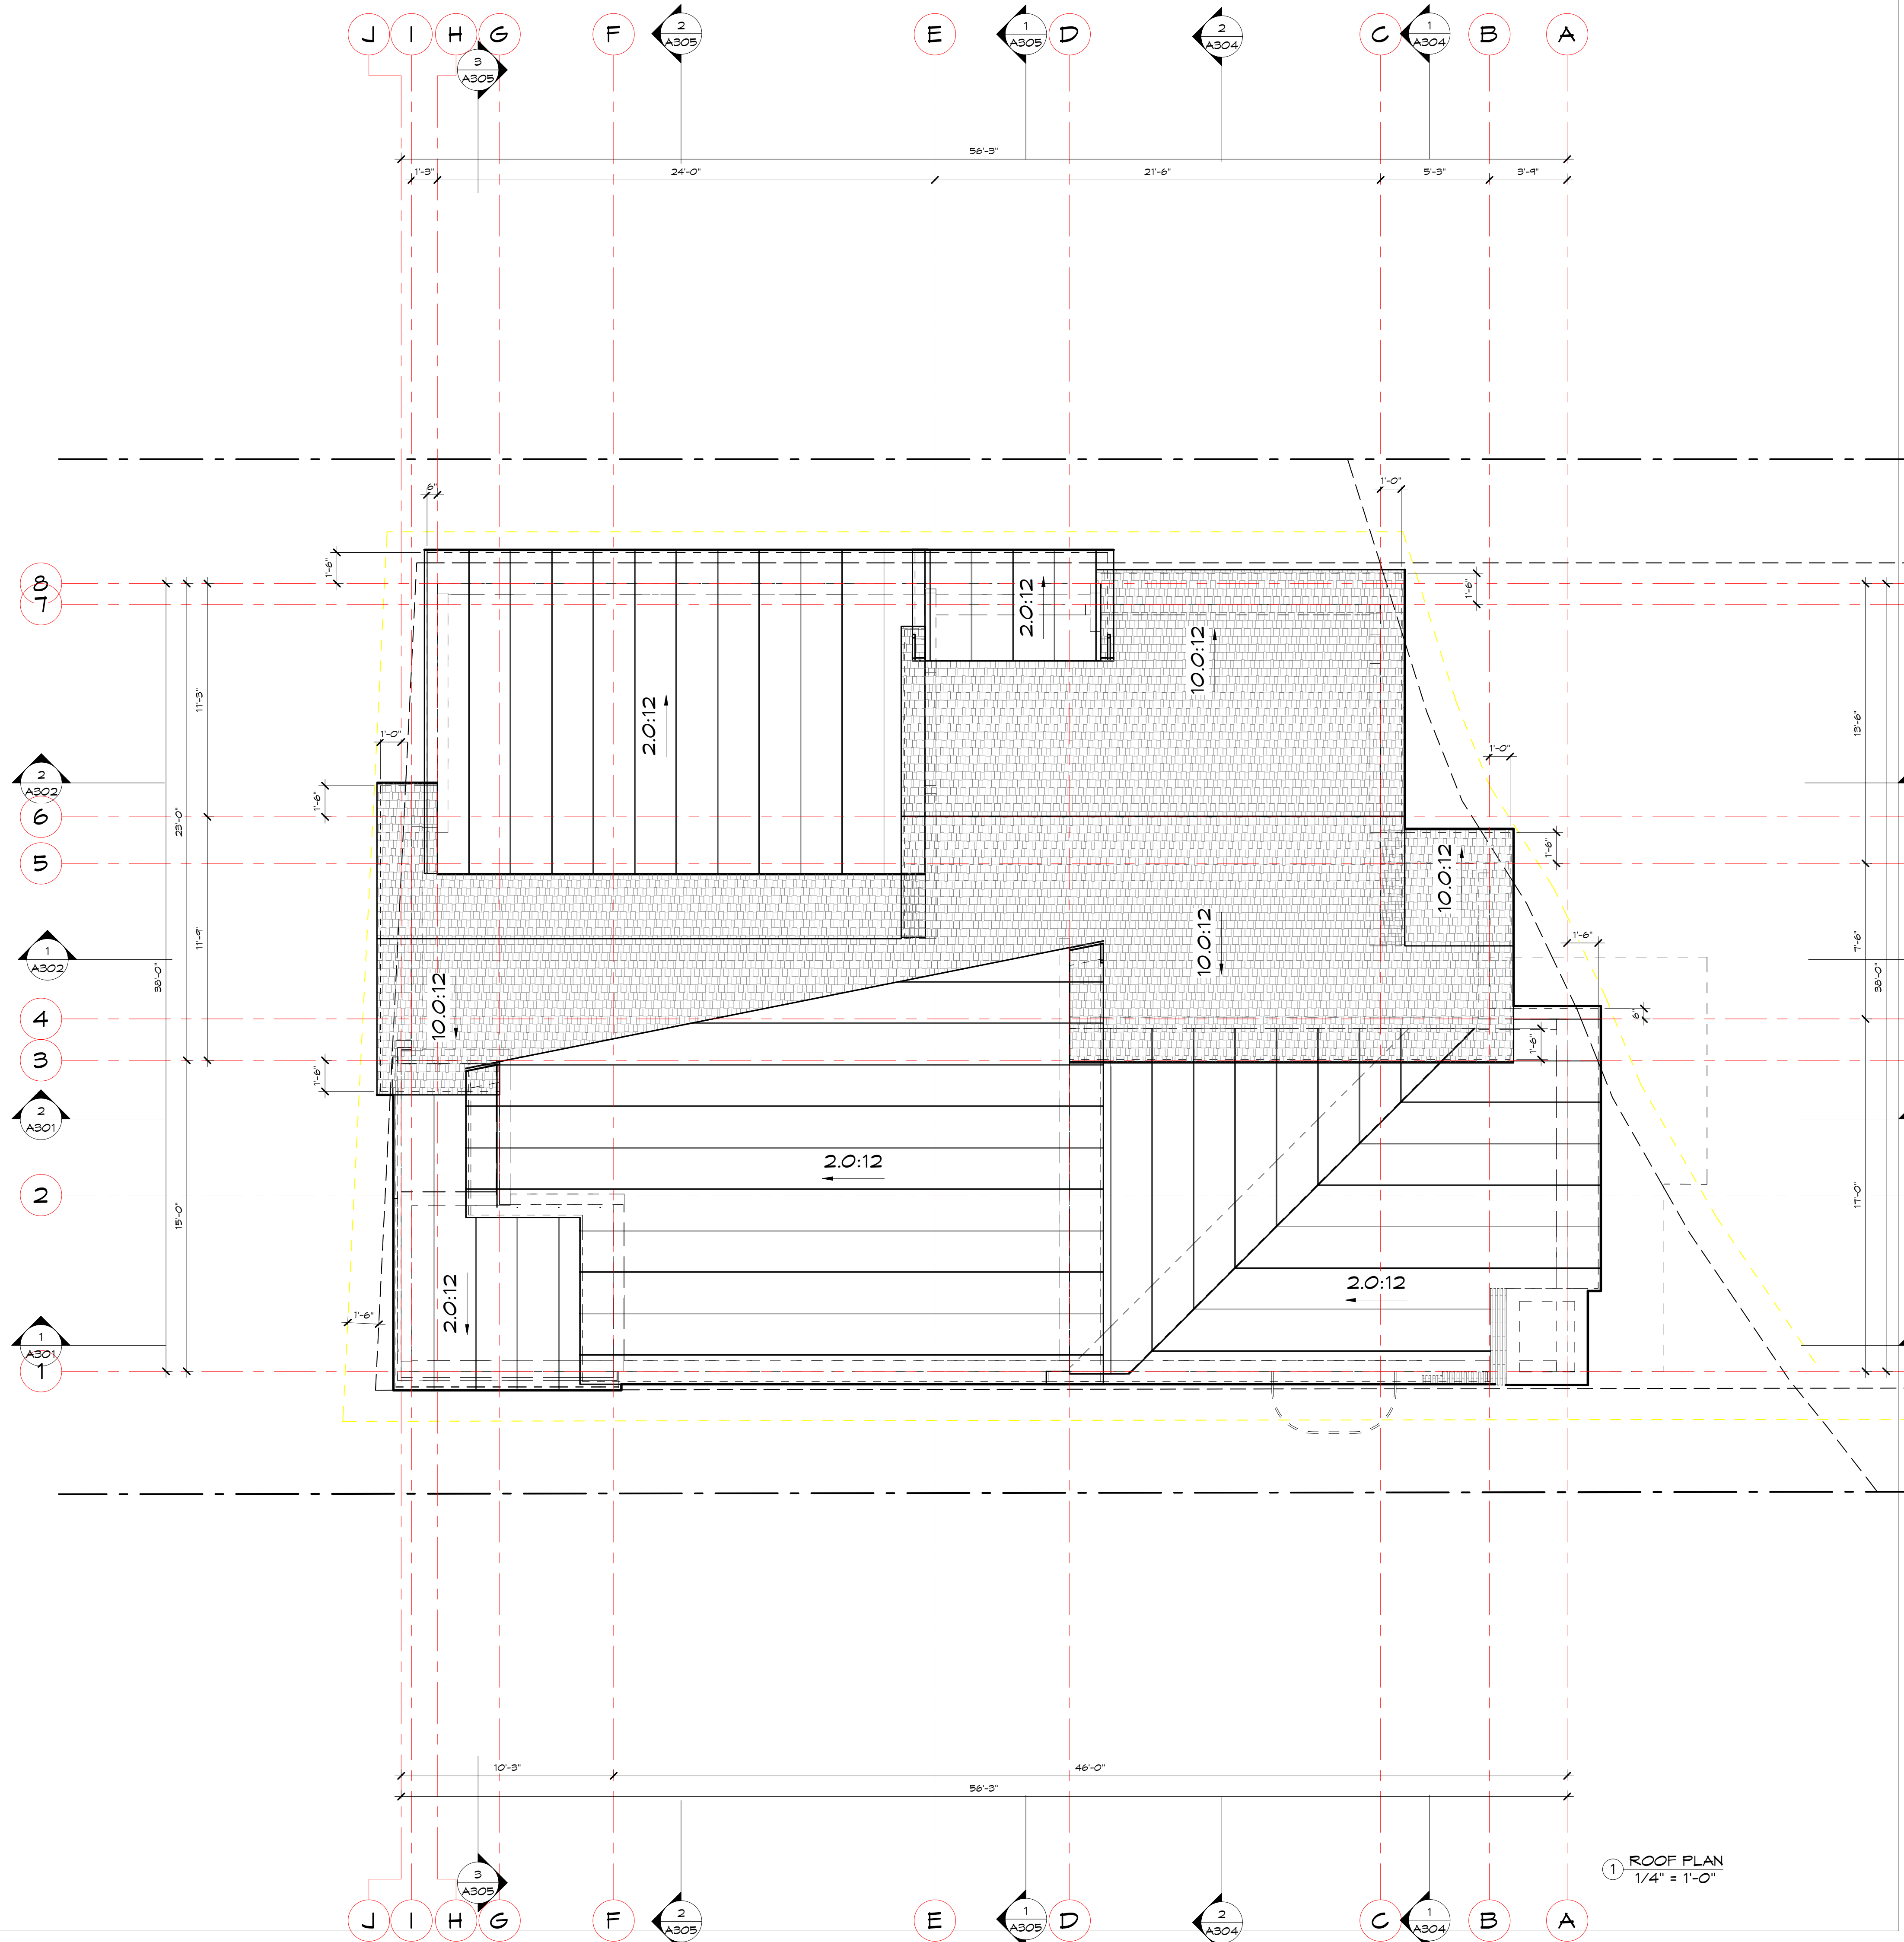 J I H G F E D C B A
2
A305
1
A305
2
A304
1
A304
3
A305
56'-3"
1'-3" 24'-0" 21'-6" 5'-3" 3'-9"
6"
1'-0"
8
7
1'-6"
1'-6"
2.0:12
10.0:12
2.0:12
11'-3"
13'-6"
1'-0"
1'-0"
2
A302
1'-6"
6
23'-0"
5
1'-6"
10.0:12
10.0:12
11'-9"
1'-6"
7'-6"
1
A302
38'-0"
38'-0"
10.0:12
4
6"
3
1'-6"
1'-6"
2
A301
2.0:12
2
15'-0"
17'-0"
2.0:12
2.0:12
1'-6"
1
A301
1
10'-3" 46'-0"
56'-3"
3
A305
1 ROOF PLAN
1/4" = 1'-0"
J I H G F E D C B A
2
A305
1
A305
2
A304
1
A304